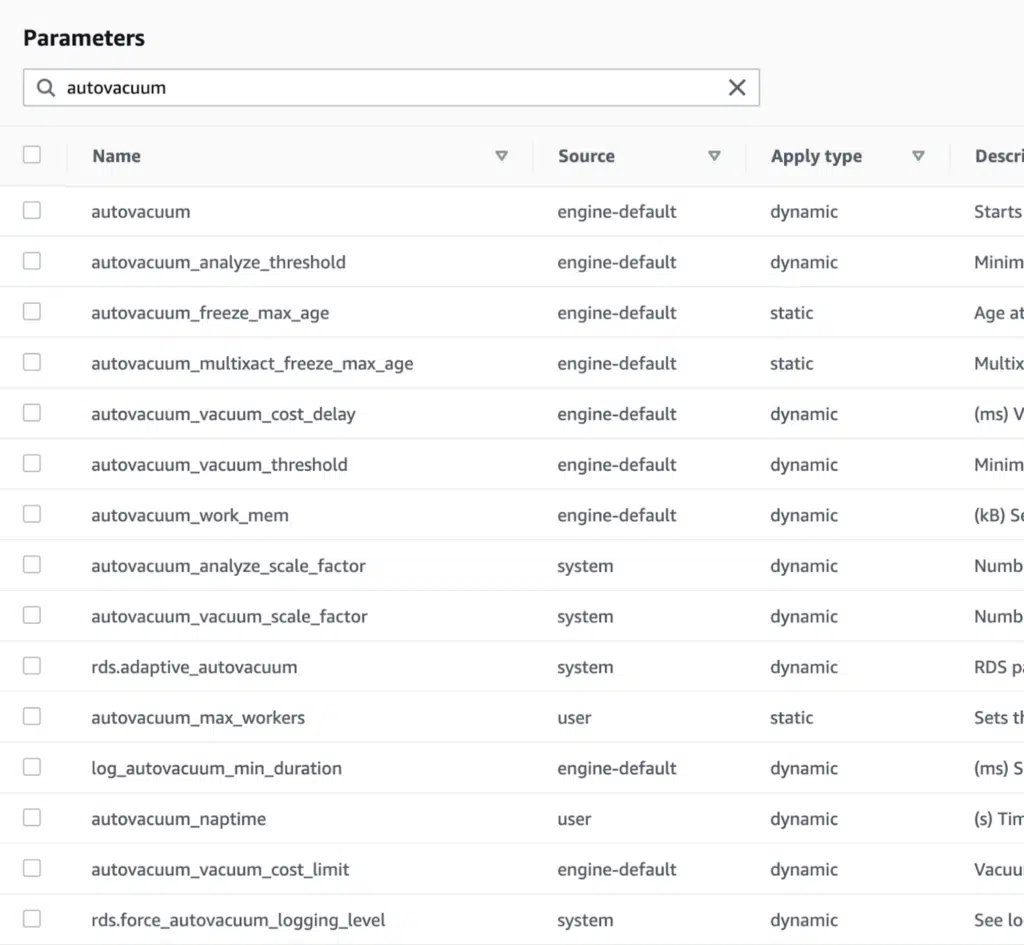 Parameters
autovacuum
Name Source Apply type Descri
autovacuum engine-default dynamic Starts
autovacuum_analyze_threshold engine-default dynamic Minim
autovacuum_freeze_max_age engine-default static Age at
autovacuum_multixact_freeze_max_age engine-default static Multix
autovacuum_vacuum_cost_delay engine-default dynamic (ms) V
autovacuum_vacuum_threshold engine-default dynamic Minim
autovacuum_work_mem engine-default dynamic (kB) Se
autovacuum_analyze_scale_factor system dynamic Numb
autovacuum_vacuum_scale_factor system dynamic Numb
rds.adaptive_autovacuum system dynamic RDS pa
autovacuum_max_workers user static Sets th
log_autovacuum_min_duration engine-default dynamic (ms) S
autovacuum_naptime user dynamic (s) Tim
autovacuum_vacuum_cost_limit engine-default dynamic Vacuu
rds.force_autovacuum_logging_level system dynamic See lo